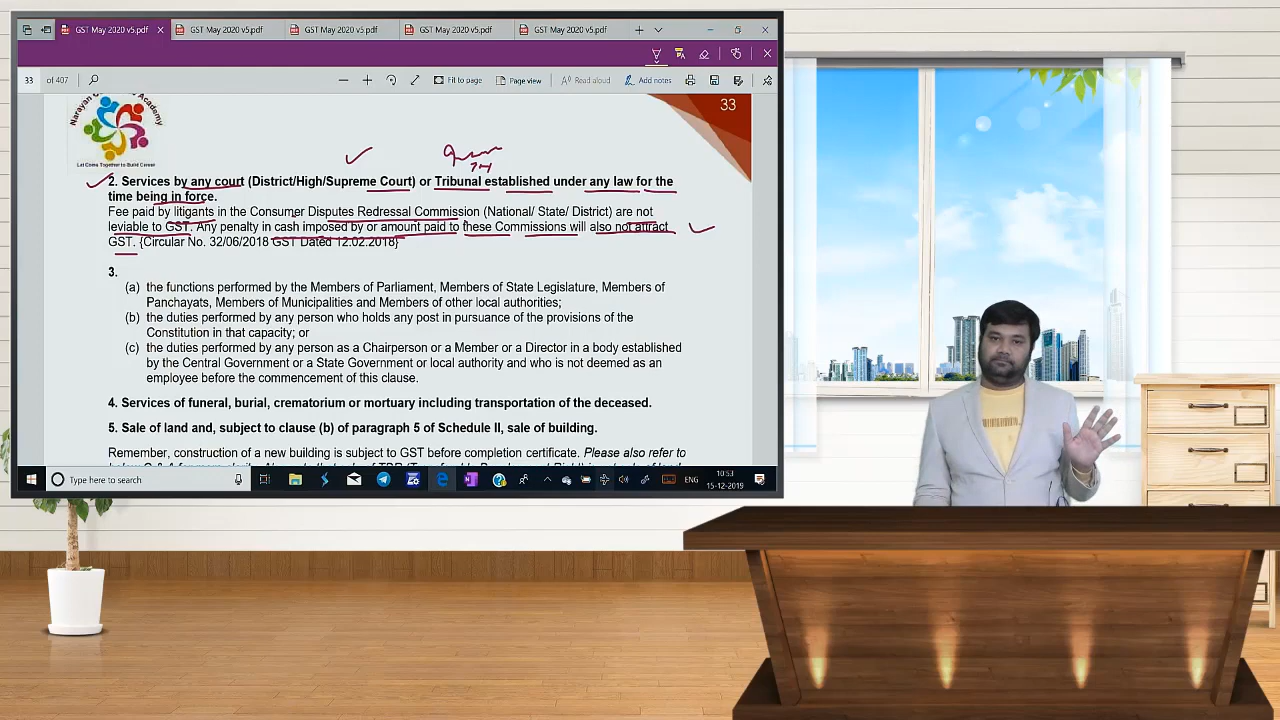 GST May 2020 v5.pdf
GST May 2020 v5.pdf
GST May 2020 v5.pdf
GST May 2020 v5.pdf
GST May 2020 v5.pdf
33 of 407
Fit to page
Page view
Read aloud
Add notes
Narayan Academy
Let Coms Together to Build Career
33
2. Services by any court (District/High/Supreme Court) or Tribunal established under any law for the
time being in force.
Fee paid by litigants in the Consumer Disputes Redressal Commission (National/ State/ District) are not
leviable to GST. Any penalty in cash imposed by or amount paid to these Commissions will also not attract
GST. {Circular No. 32/06/2018 GST Dated 12.02.2018}
3.
(a) the functions performed by the Members of Parliament, Members of State Legislature, Members of
Panchayats, Members of Municipalities and Members of other local authorities;
(b) the duties performed by any person who holds any post in pursuance of the provisions of the
Constitution in that capacity; or
(c) the duties performed by any person as a Chairperson or a Member or a Director in a body established
by the Central Government or a State Government or local authority and who is not deemed as an
employee before the commencement of this clause.
4. Services of funeral, burial, crematorium or mortuary including transportation of the deceased.
5. Sale of land and, subject to clause (b) of paragraph 5 of Schedule II, sale of building.
Remember, construction of a new building is subject to GST before completion certificate. Please also refer to
Type here to search
ENG
10:53
15-12-2019